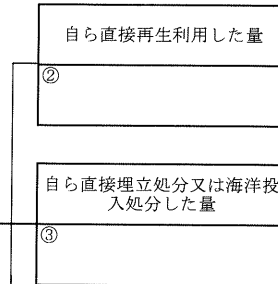 自ら直接再生利用した量
②
自ら直接埋立処分又は海洋投
入処分した量
③